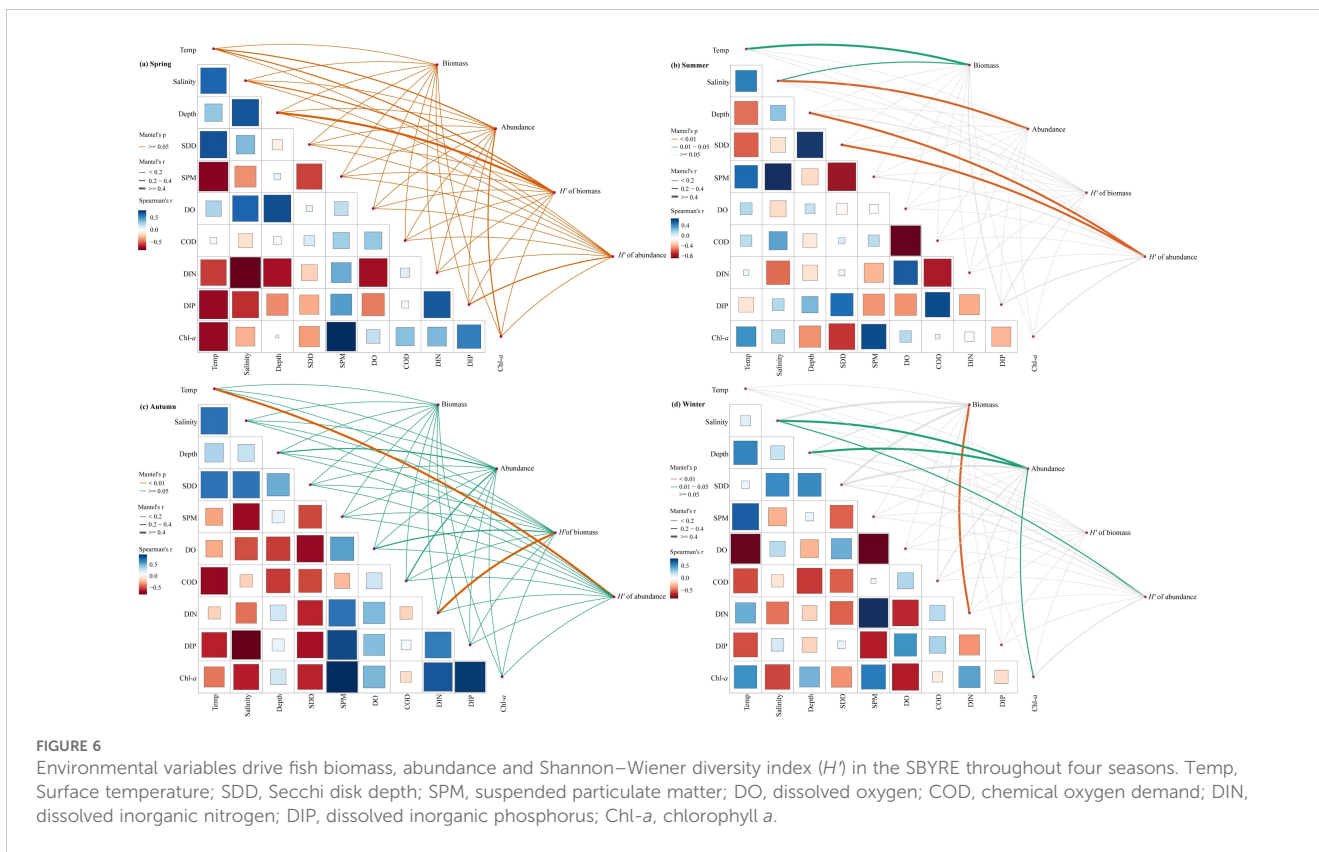 Temp
(a) Spring
Biomass
Salinity
Depth
Mantel's p
>= 0.05
Abundance
SDD
Mantel's r
< 0.2
0.2 – 0.4
>= 0.4
SPM
H' of biomass
Spearman's r
0.5
0.0
−0.5
DO
COD
H' of abundance
DIN
DIP
Chl-a
Temp
Salinity
Depth
SDD
SPM
DO
COD
DIN
DIP
Chl-a
Temp
(b) Summer
Biomass
Salinity
Depth
Mantel's p
< 0.01
0.01 – 0.05
>= 0.05
Abundance
SDD
Mantel's r
< 0.2
0.2 – 0.4
>= 0.4
SPM
H' of biomass
Spearman's r
0.4
0.0
−0.4
−0.8
DO
COD
H' of abundance
DIN
DIP
Chl-a
Temp
Salinity
Depth
SDD
SPM
DO
COD
DIN
DIP
Chl-a
Temp
(c) Autumn
Biomass
Salinity
Depth
Mantel's p
< 0.01
>= 0.05
Abundance
SDD
Mantel's r
< 0.2
0.2 – 0.4
>= 0.4
SPM
H' of biomass
Spearman's r
0.5
0.0
−0.5
DO
COD
H' of abundance
DIN
DIP
Chl-a
Temp
Salinity
Depth
SDD
SPM
DO
COD
DIN
DIP
Chl-a
Temp
(d) Winter
Biomass
Salinity
Depth
Mantel's p
< 0.01
0.01 – 0.05
>= 0.05
Abundance
SDD
Mantel's r
< 0.2
0.2 – 0.4
>= 0.4
SPM
H' of biomass
Spearman's r
0.5
0.0
−0.5
DO
COD
H' of abundance
DIN
DIP
Chl-a
Temp
Salinity
Depth
SDD
SPM
DO
COD
DIN
DIP
Chl-a
FIGURE 6
Environmental variables drive fish biomass, abundance and Shannon–Wiener diversity index (H') in the SBYRE throughout four seasons. Temp,
Surface temperature; SDD, Secchi disk depth; SPM, suspended particulate matter; DO, dissolved oxygen; COD, chemical oxygen demand; DIN,
dissolved inorganic nitrogen; DIP, dissolved inorganic phosphorus; Chl-a, chlorophyll a.